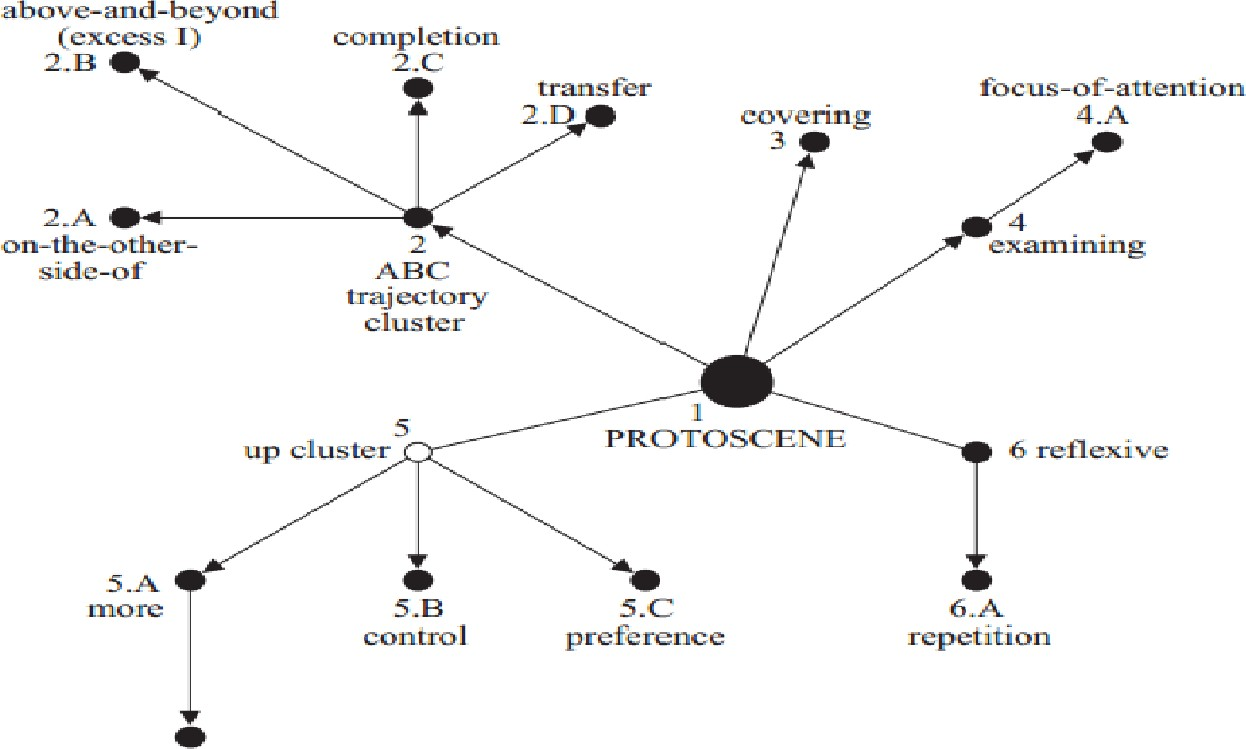 above-and-beyond
(excess I)
2.B
completion
2.C
transfer
2.D
covering
3
focus-of-attention
4.A
2.A
on-the-other-
side-of
2
ABC
trajectory
cluster
4
examining
1
PROTOSCENE
5
up cluster
6 reflexive
5.A
more
5.B
control
5.C
preference
6.A
repetition